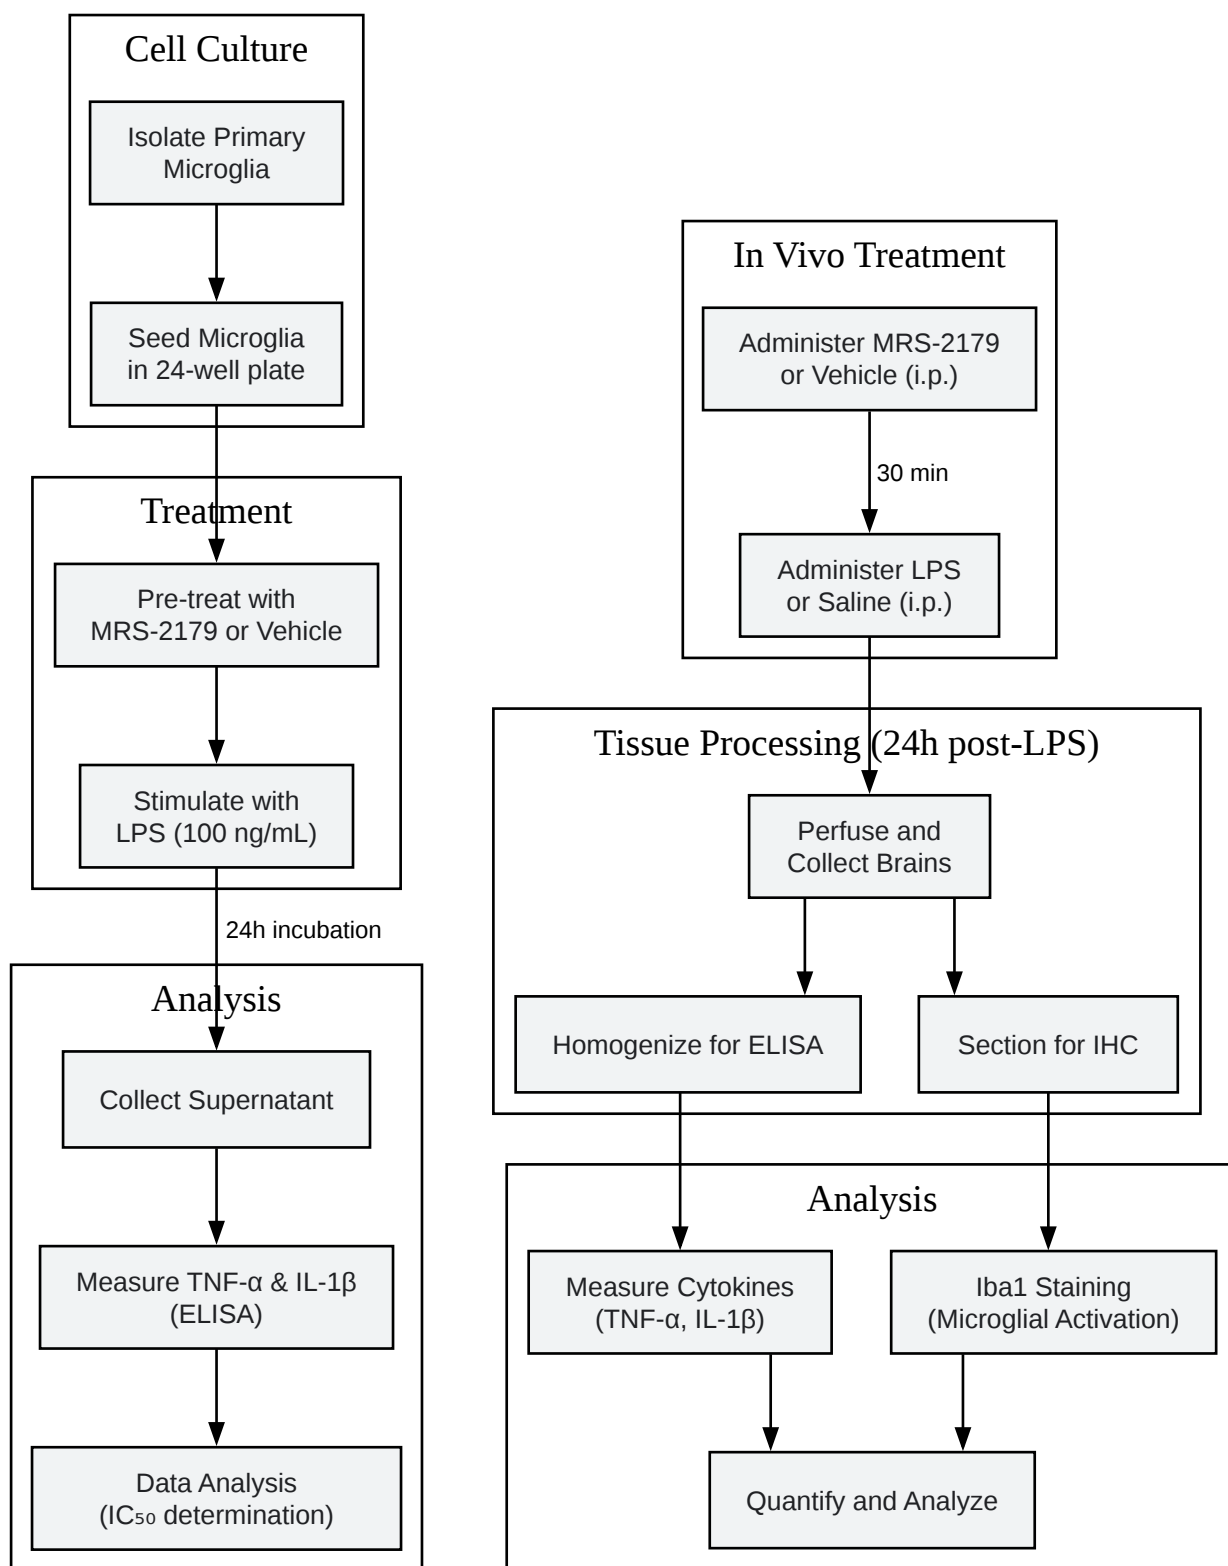 Cell Culture
Isolate Primary
Microglia
Seed Microglia
in 24-well plate
Treatment
Pre-treat with
MRS-2179 or Vehicle
Stimulate with
LPS (100 ng/mL)
24h incubation
Analysis
Collect Supernatant
Measure TNF-α & IL-1β
(ELISA)
Data Analysis
(IC₅₀ determination)
In Vivo Treatment
Administer MRS-2179
or Vehicle (i.p.)
30 min
Administer LPS
or Saline (i.p.)
Tissue Processing (24h post-LPS)
Perfuse and
Collect Brains
Homogenize for ELISA
Section for IHC
Analysis
Measure Cytokines
(TNF-α, IL-1β)
Iba1 Staining
(Microglial Activation)
Quantify and Analyze